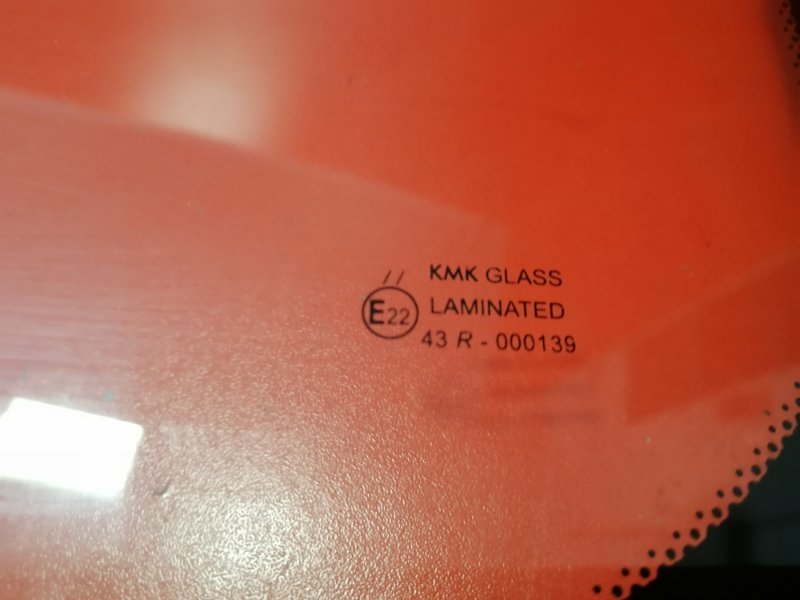 KMK GLASS
//
E22
LAMINATED
43 R - 000139